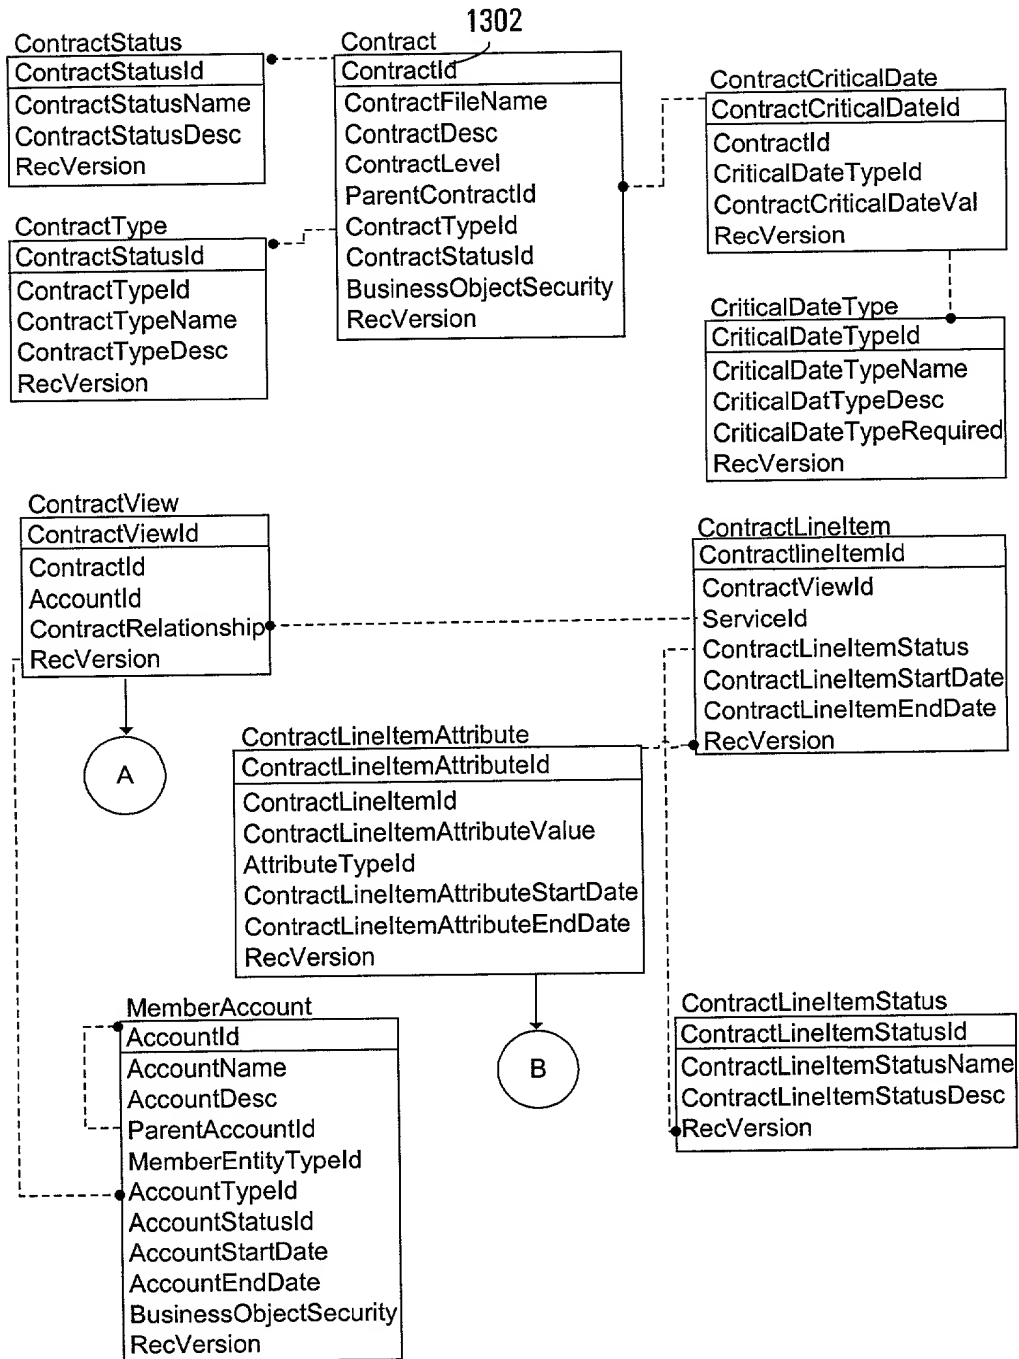 1302
ContractStatus
ContractStatusId
ContractStatusName
ContractStatusDesc
RecVersion
Contract
ContractId
ContractFileName
ContractDesc
ContractLevel
ParentContractId
ContractTypeId
ContractStatusId
BusinessObjectSecurity
RecVersion
ContractCriticalDate
ContractCriticalDateId
ContractId
CriticalDateTypeId
ContractCriticalDateVal
RecVersion
ContractType
ContractStatusId
ContractTypeId
ContractTypeName
ContractTypeDesc
RecVersion
CriticalDateType
CriticalDateTypeId
CriticalDateTypeName
CriticalDatTypeDesc
CriticalDateTypeRequired
RecVersion
ContractView
ContractViewId
ContractId
AccountId
ContractRelationship
RecVersion
A
ContractLineItem
ContractlineItemId
ContractViewId
ServiceId
ContractLineItemStatus
ContractLineItemStartDate
ContractLineItemEndDate
RecVersion
ContractLineItemAttribute
ContractLineItemAttributeId
ContractLineItemId
ContractLineItemAttributeValue
AttributeTypeId
ContractLineItemAttributeStartDate
ContractLineItemAttributeEndDate
RecVersion
B
MemberAccount
AccountId
AccountName
AccountDesc
ParentAccountId
MemberEntityTypeId
AccountTypeId
AccountStatusId
AccountStartDate
AccountEndDate
BusinessObjectSecurity
RecVersion
ContractLineItemStatus
ContractLineItemStatusId
ContractLineItemStatusName
ContractLineItemStatusDesc
RecVersion